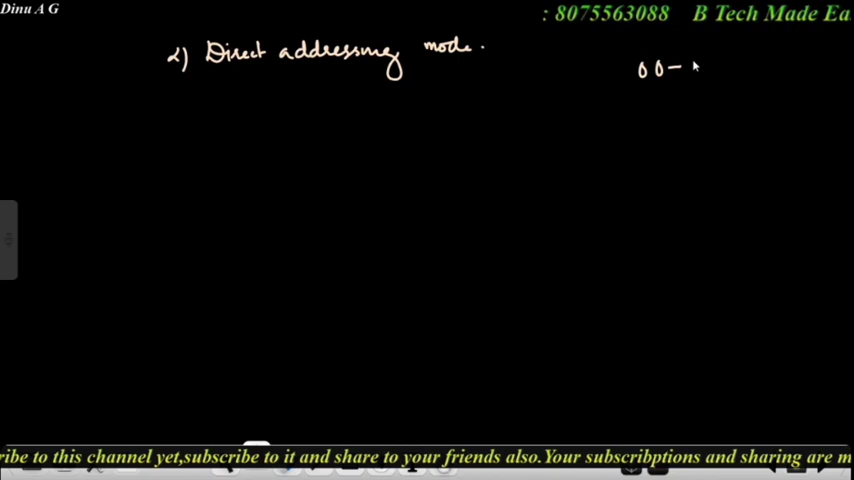 Dinu A G
: 8075563088 B Tech Made Ea
2) Direct addressing mode.
00-
ribe to this channel yet,subscribe to it and share to your friends also.Your subscribptions and sharing are m